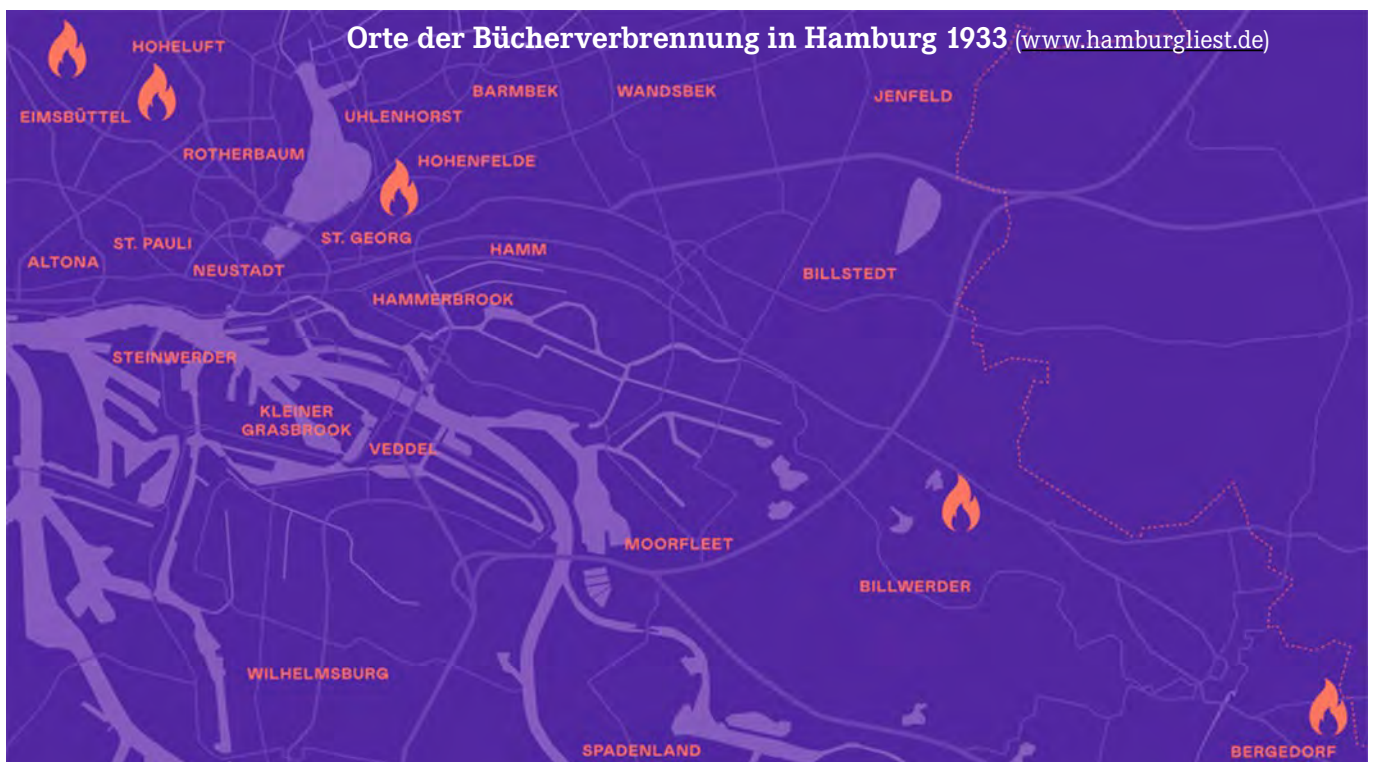 Orte der Bücherverbrennung in Hamburg 1933 (www.hamburgliest.de)
HOHELUFT
BARMBEK
WANDSBEK
JENFELD
EIMSBÜTTEL
UHLENHORST
ROTHERBAUM
HOHENFELDE
ST. PAULI
ST. GEORG
HAMM
ALTONA
NEUSTADT
BILLSTEDT
HAMMERBROOK
STEINWERDER
KLEINER
GRASBROOK
VEDDEL
MOORFLEET
BILLWERDER
WILHELMSBURG
SPADENLAND
BERGEDORF